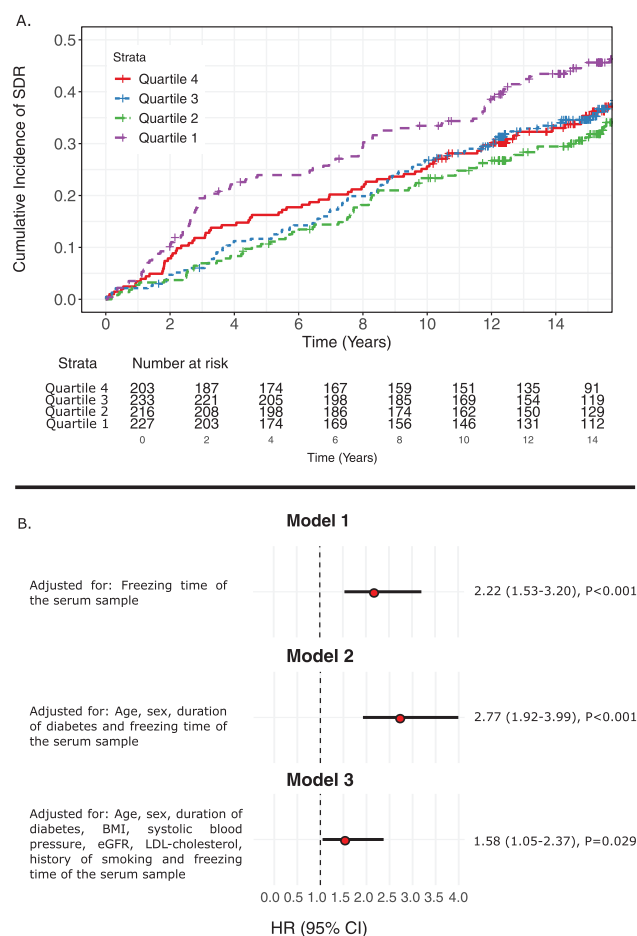 A.
Cumulative Incidence of SDR
0.5
0.4
0.3
0.2
0.1
0.0
Strata
Quartile 4
Quartile 3
Quartile 2
Quartile 1
0 2 4 6 8 10 12 14
Time (Years)
Strata Number at risk
Quartile 4 203 187 174 167 159 151 135 91
Quartile 3 233 221 205 198 185 169 154 119
Quartile 2 216 208 198 186 174 162 150 129
Quartile 1 227 203 174 169 156 146 131 112
0 2 4 6 8 10 12 14
Time (Years)
B.
Model 1
Adjusted for: Freezing time of
the serum sample
2.22 (1.53-3.20), P<0.001
Model 2
Adjusted for: Age, sex, duration
of diabetes and freezing time of
the serum sample
2.77 (1.92-3.99), P<0.001
Model 3
Adjusted for: Age, sex, duration of
diabetes, BMI, systolic blood
pressure, eGFR, LDL-cholesterol,
history of smoking and freezing
time of the serum sample
1.58 (1.05-2.37), P=0.029
0.0 0.5 1.0 1.5 2.0 2.5 3.0 3.5 4.0
HR (95% CI)